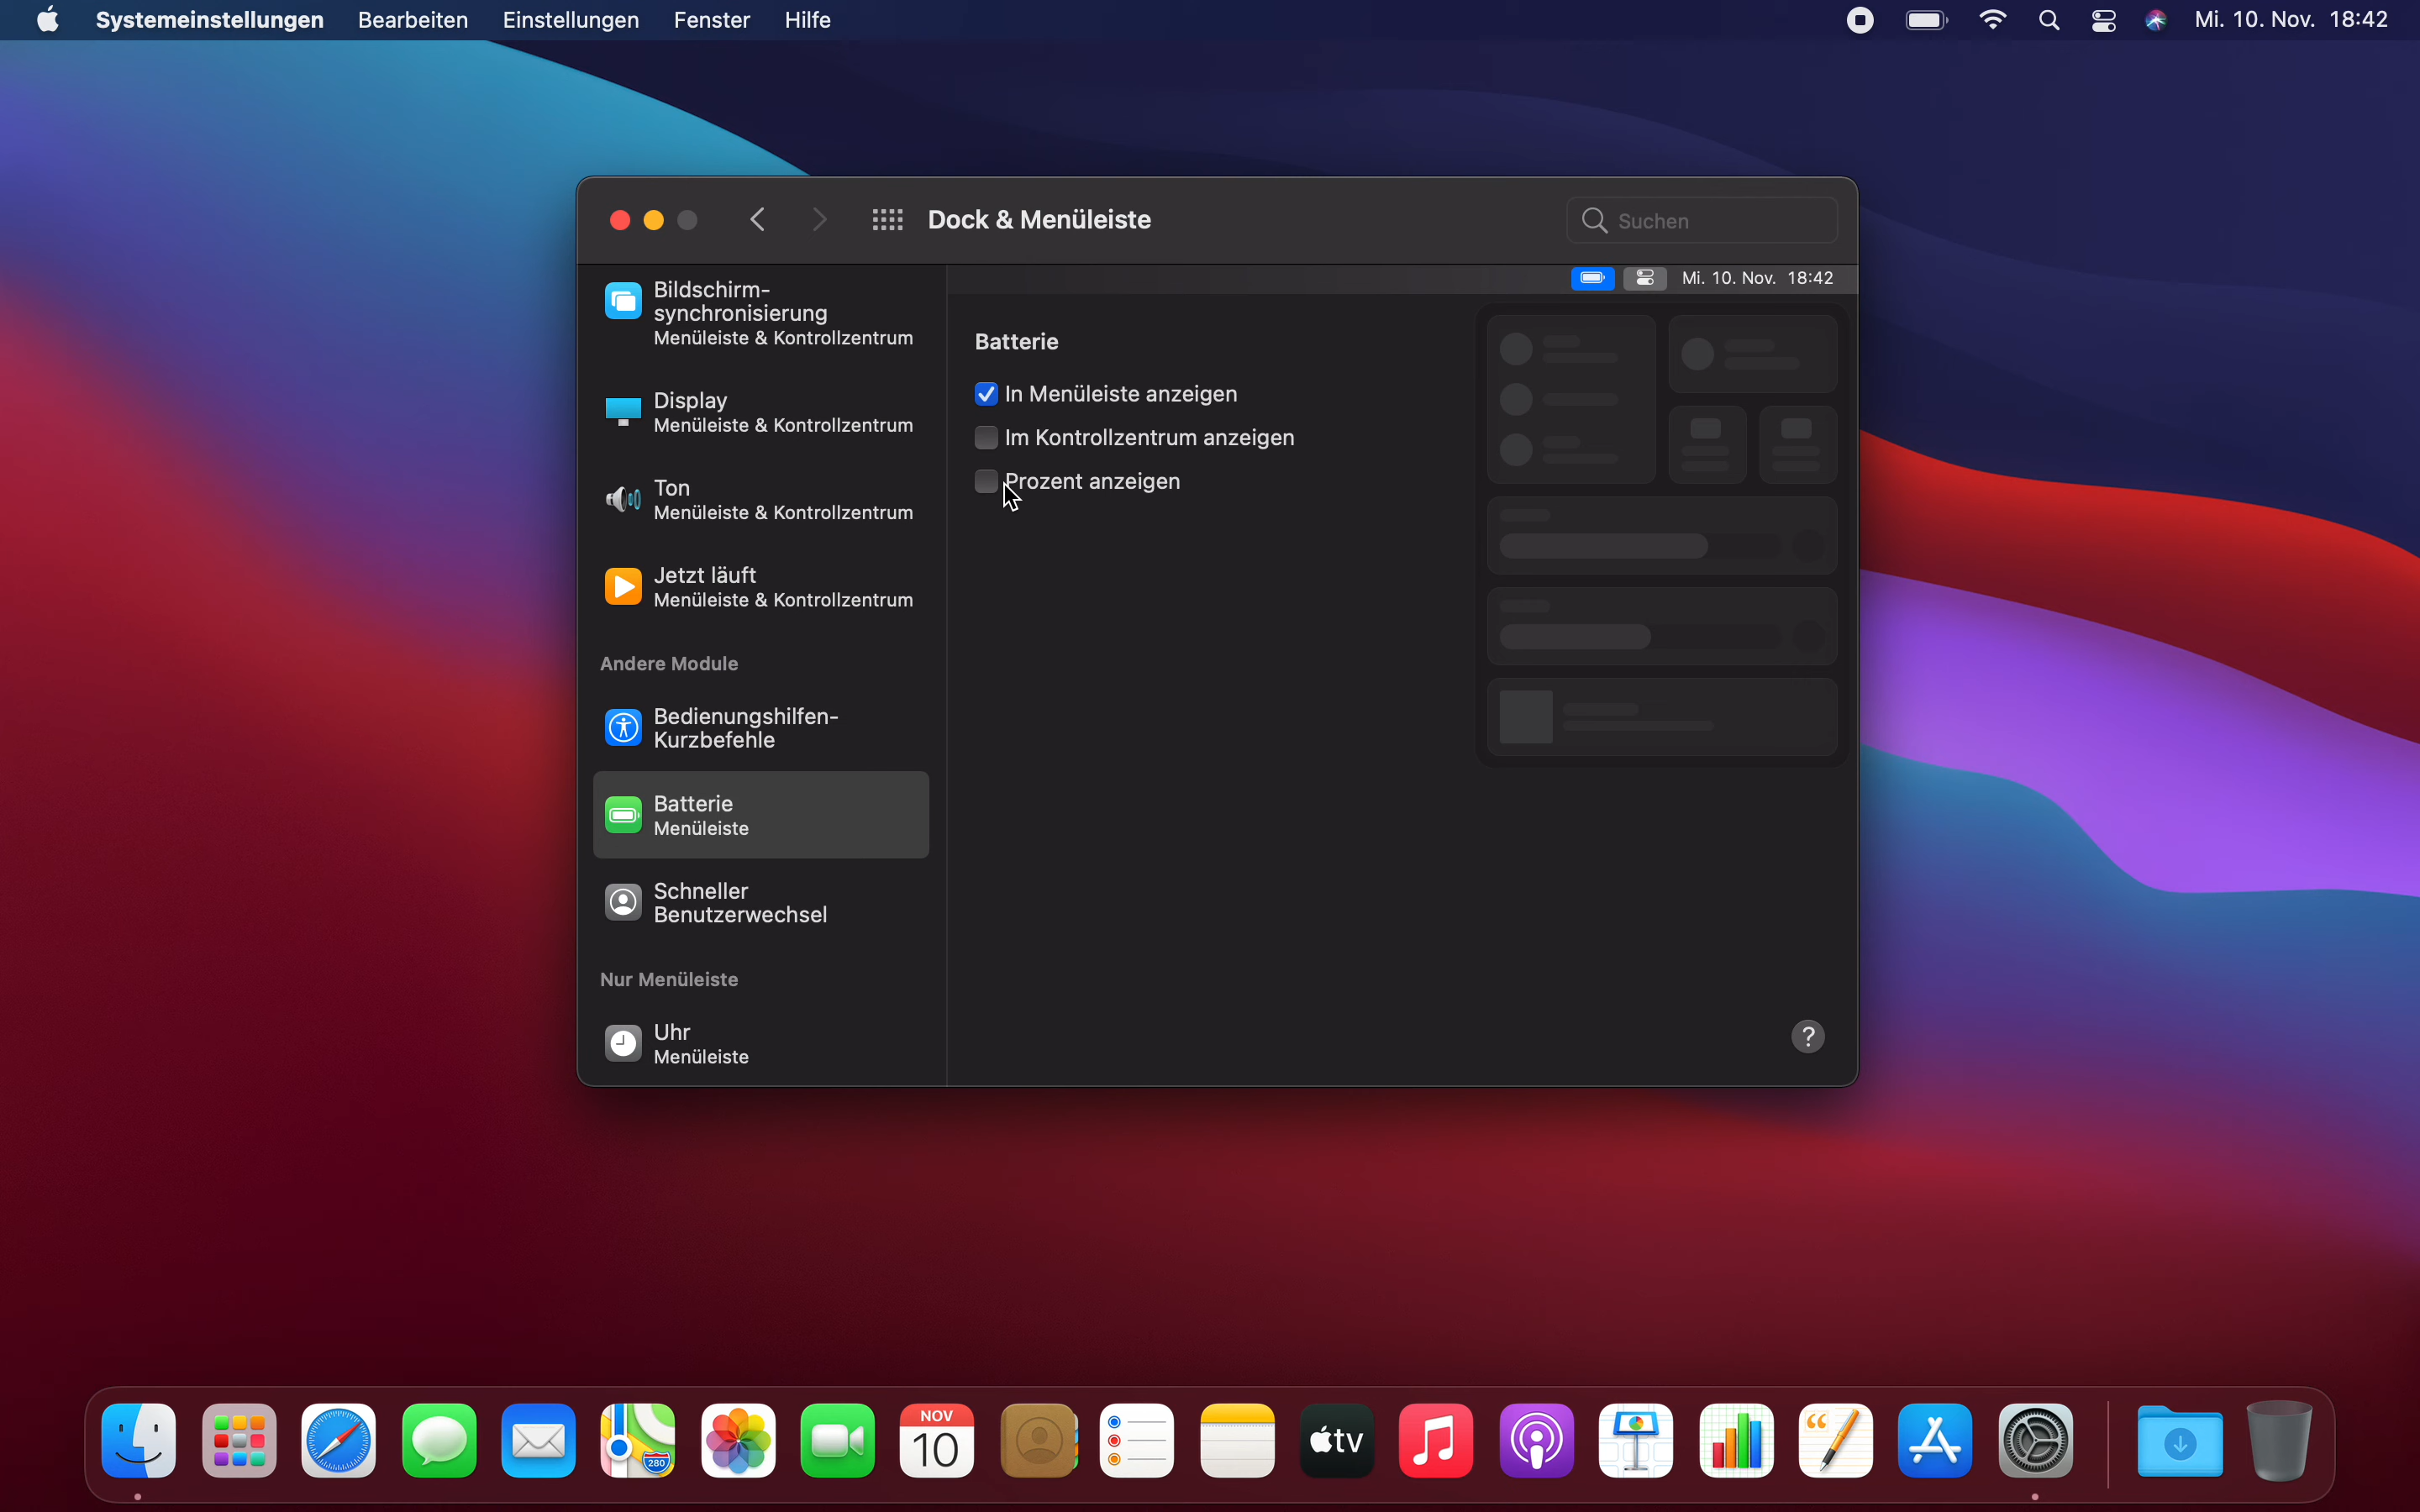 Systemeinstellungen Bearbeiten Einstellungen Fenster Hilfe Mi. 10. Nov. 18:42
Dock & Menüleiste
Suchen
Mi. 10. Nov. 18:42
Bildschirm-
synchronisierung
Menüleiste & Kontrollzentrum
Display
Menüleiste & Kontrollzentrum
Ton
Menüleiste & Kontrollzentrum
Jetzt läuft
Menüleiste & Kontrollzentrum
Andere Module
Bedienungshilfen-
Kurzbefehle
Batterie
Menüleiste
Schneller
Benutzerwechsel
Nur Menüleiste
Uhr
Menüleiste
Batterie
In Menüleiste anzeigen
Im Kontrollzentrum anzeigen
Prozent anzeigen
?
280
NOV
10
tv